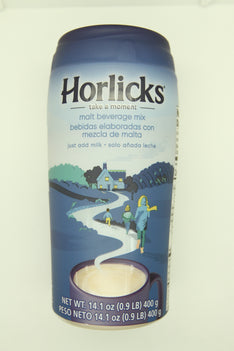 Horlicks
take a moment
malt beverage mix
bebidas elaboradas con
mezcla de malta
just add milk • solo añada leche
NET WT. 14.1 oz (0.9 LB) 400 g
PESO NETO 14.1 oz (0.9 LB) 400 g